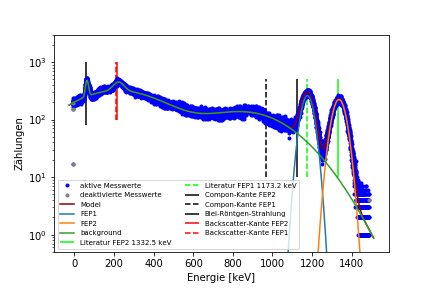 10³
10²
10¹
10⁰
Zählungen
aktive Messwerte
deaktivierte Messwerte
Model
FEP1
FEP2
background
Literatur FEP2 1332.5 keV
Literatur FEP1 1173.2 keV
Compon-Kante FEP2
Compon-Kante FEP1
Blei-Röntgen-Strahlung
Backscatter-Kante FEP2
Backscatter-Kante FEP1
0 200 400 600 800 1000 1200 1400
Energie [keV]